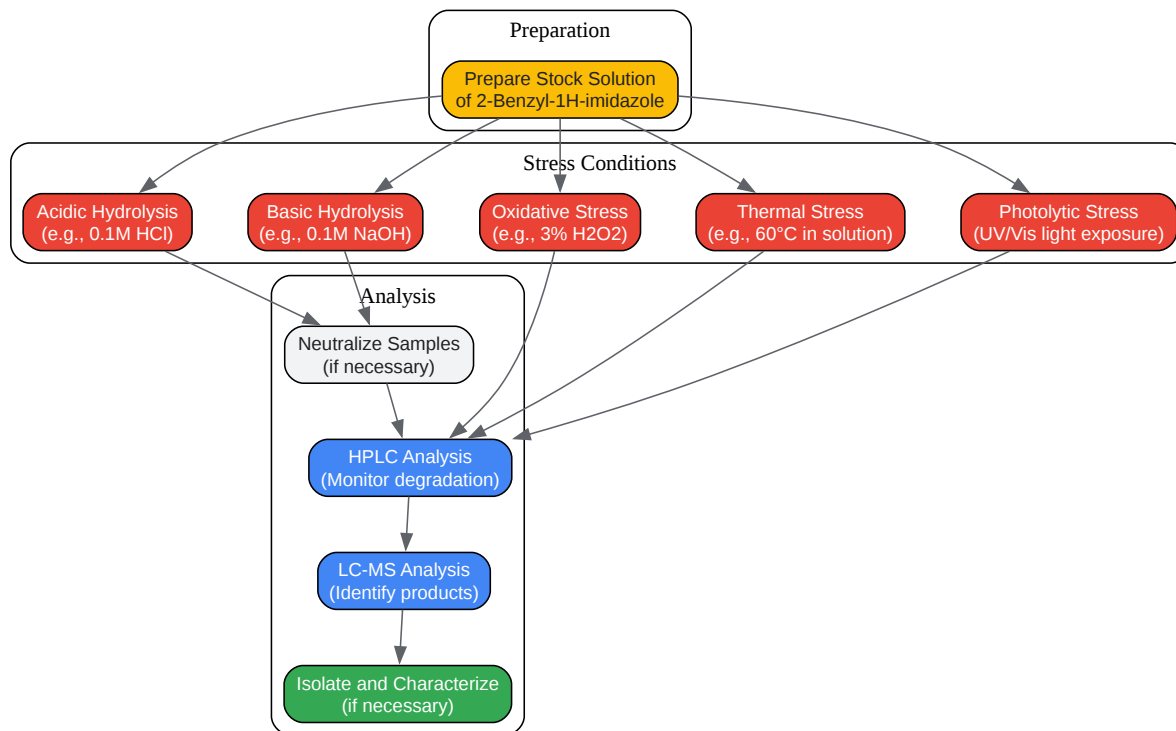 Preparation
Prepare Stock Solution
of 2-Benzyl-1H-imidazole
Stress Conditions
Acidic Hydrolysis
(e.g., 0.1M HCl)
Basic Hydrolysis
(e.g., 0.1M NaOH)
Oxidative Stress
(e.g., 3% H2O2)
Thermal Stress
(e.g., 60°C in solution)
Photolytic Stress
(UV/Vis light exposure)
Analysis
Neutralize Samples
(if necessary)
HPLC Analysis
(Monitor degradation)
LC-MS Analysis
(Identify products)
Isolate and Characterize
(if necessary)